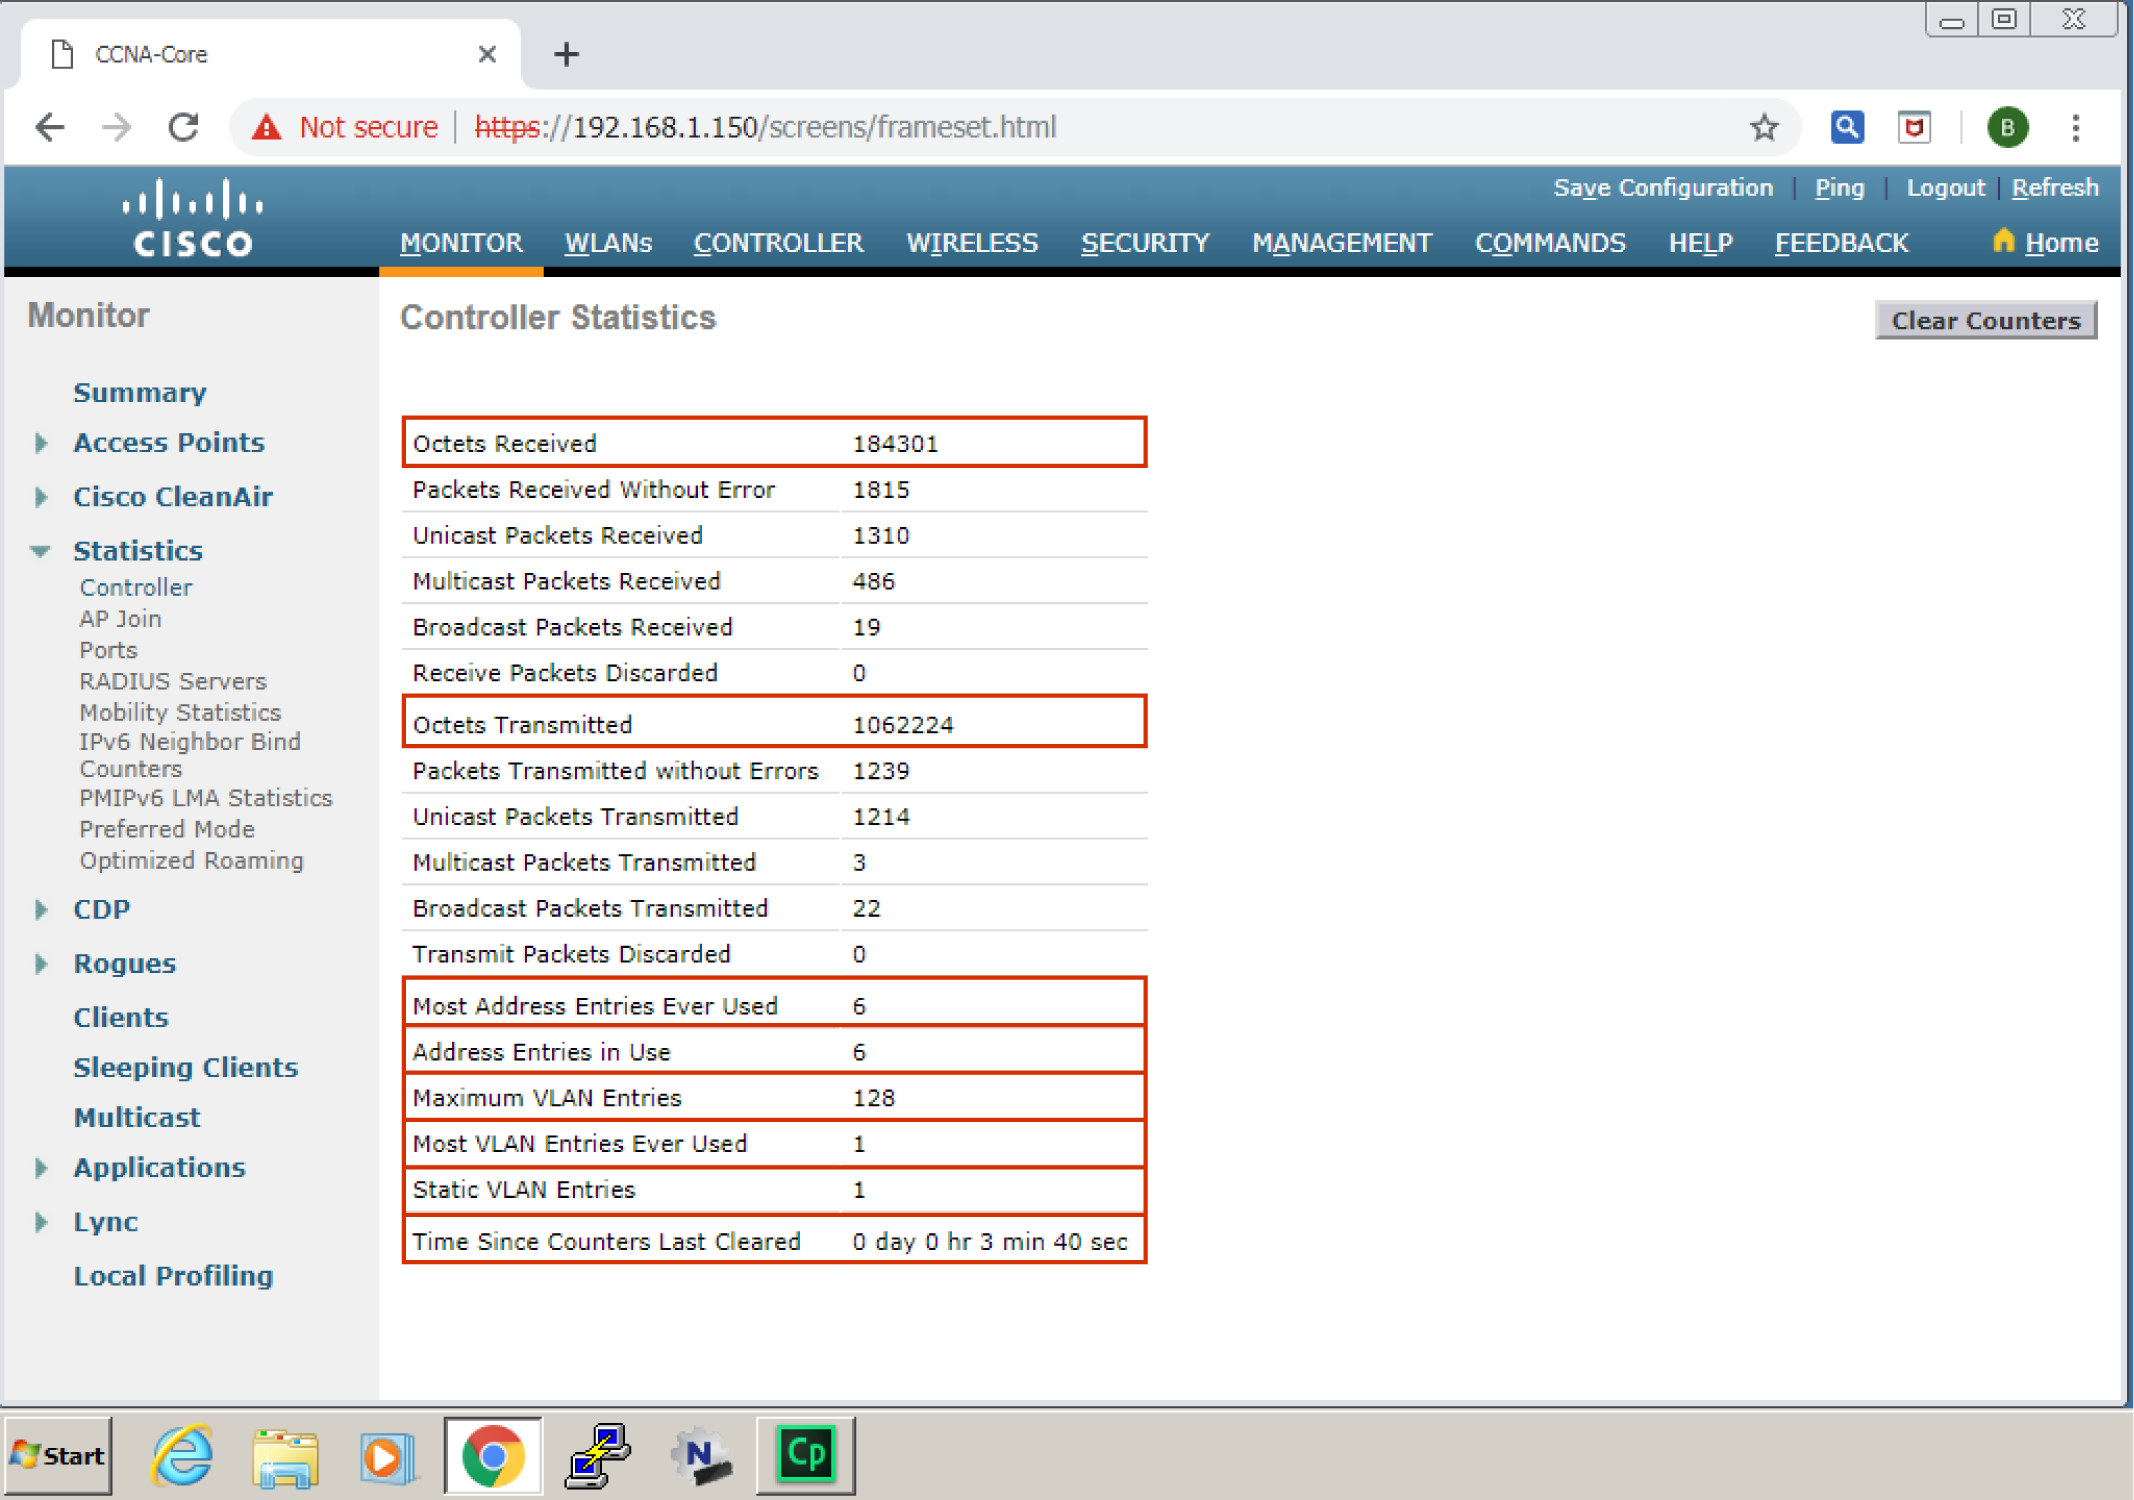 CCNA-Core
Not secure | https://192.168.1.150/screens/frameset.html
B
Save Configuration | Ping | Logout | Refresh
CISCO
MONITOR WLANs CONTROLLER WIRELESS SECURITY MANAGEMENT COMMANDS HELP FEEDBACK Home
Monitor
Summary
Access Points
Cisco CleanAir
Statistics
Controller
AP Join
Ports
RADIUS Servers
Mobility Statistics
IPv6 Neighbor Bind
Counters
PMIPv6 LMA Statistics
Preferred Mode
Optimized Roaming
CDP
Rogues
Clients
Sleeping Clients
Multicast
Applications
Lync
Local Profiling
Controller Statistics
Clear Counters
Octets Received 184301
Packets Received Without Error 1815
Unicast Packets Received 1310
Multicast Packets Received 486
Broadcast Packets Received 19
Receive Packets Discarded 0
Octets Transmitted 1062224
Packets Transmitted without Errors 1239
Unicast Packets Transmitted 1214
Multicast Packets Transmitted 3
Broadcast Packets Transmitted 22
Transmit Packets Discarded 0
Most Address Entries Ever Used 6
Address Entries in Use 6
Maximum VLAN Entries 128
Most VLAN Entries Ever Used 1
Static VLAN Entries 1
Time Since Counters Last Cleared 0 day 0 hr 3 min 40 sec
Start
N
Cp